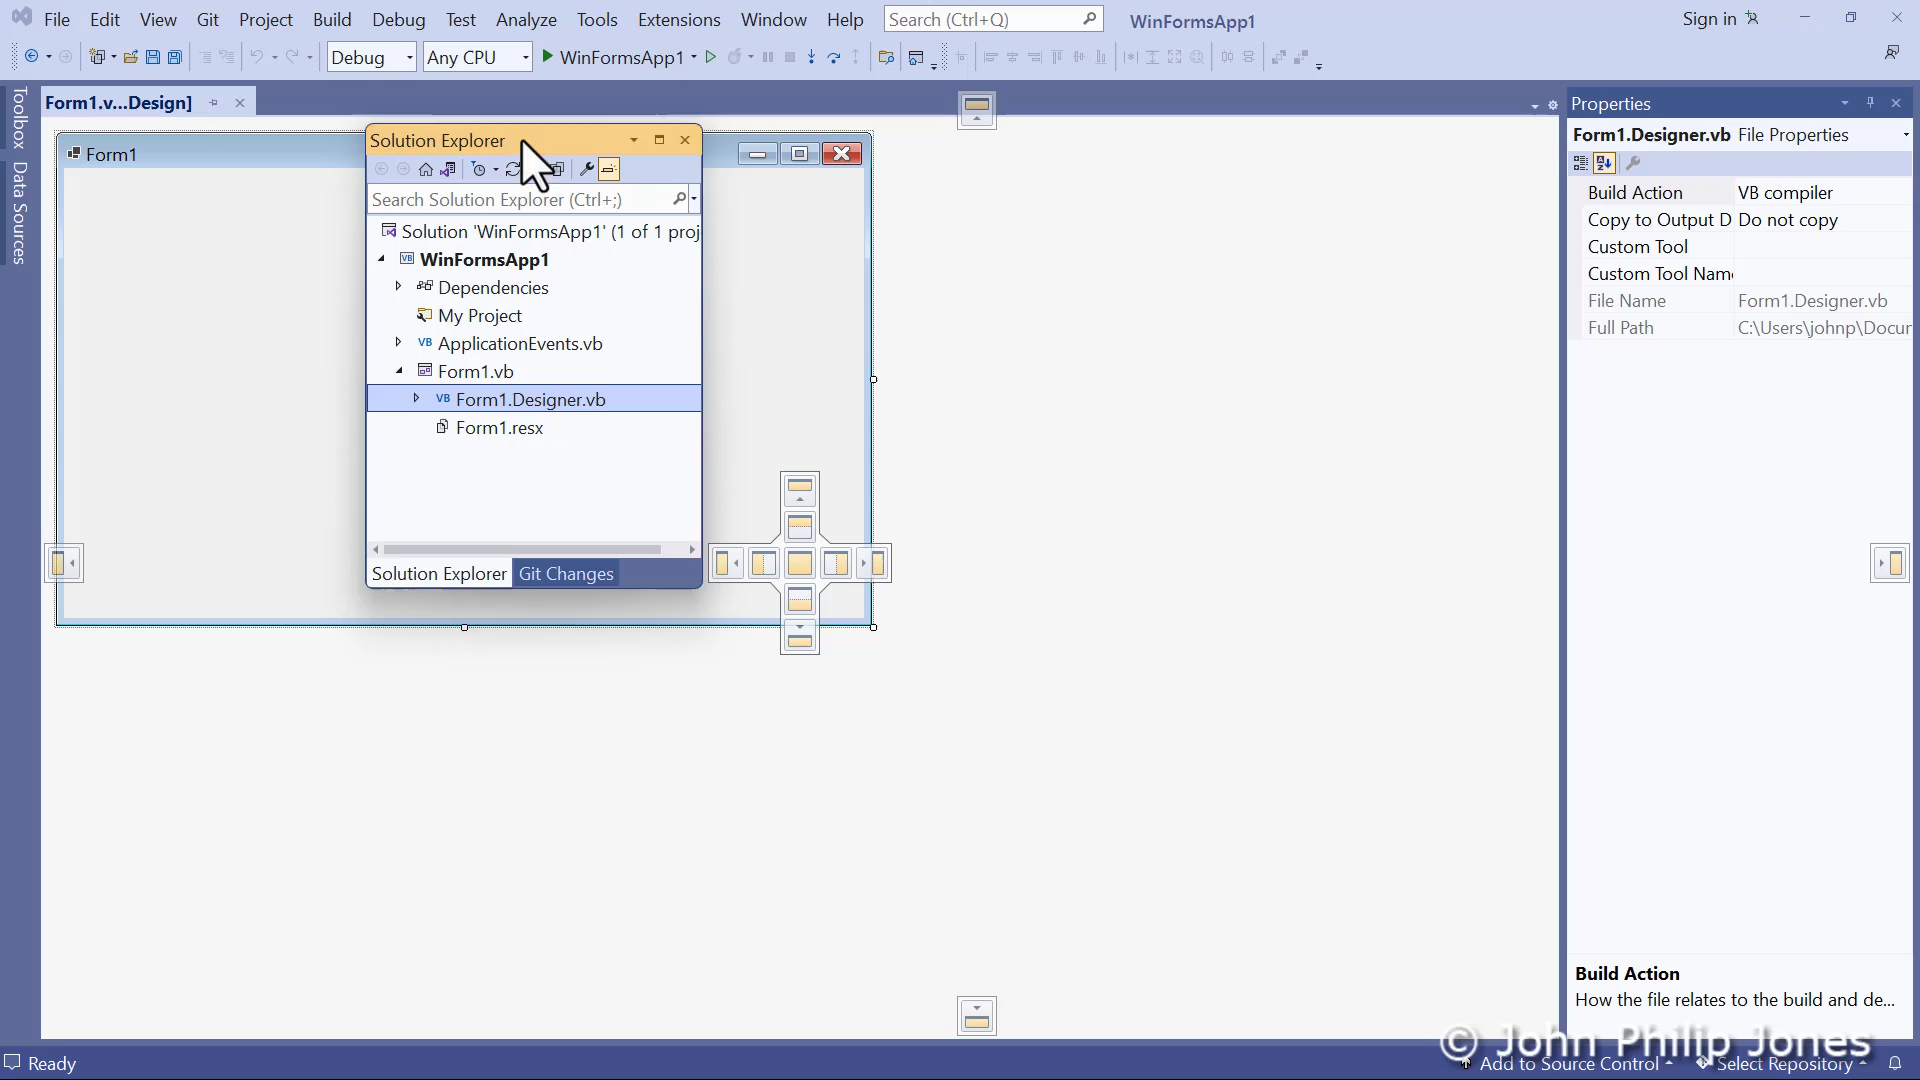 File Edit View Git Project Build Debug Test Analyze Tools Extensions Window Help Search (Ctrl+Q) WinFormsApp1 Sign in
Debug Any CPU WinFormsApp1
Toolbox
Data Sources
Form1.v...Design]
Form1
Solution Explorer
Search Solution Explorer (Ctrl+;)
Solution 'WinFormsApp1' (1 of 1 proj
VB WinFormsApp1
Dependencies
My Project
VB ApplicationEvents.vb
Form1.vb
VB Form1.Designer.vb
Form1.resx
Solution Explorer Git Changes
Properties
Form1.Designer.vb File Properties
Build Action VB compiler
Copy to Output D Do not copy
Custom Tool
Custom Tool Name
File Name Form1.Designer.vb
Full Path C:\Users\johnp\Docur
Build Action
How the file relates to the build and de...
© John Philip Jones
Ready Add to Source Control Select Repository